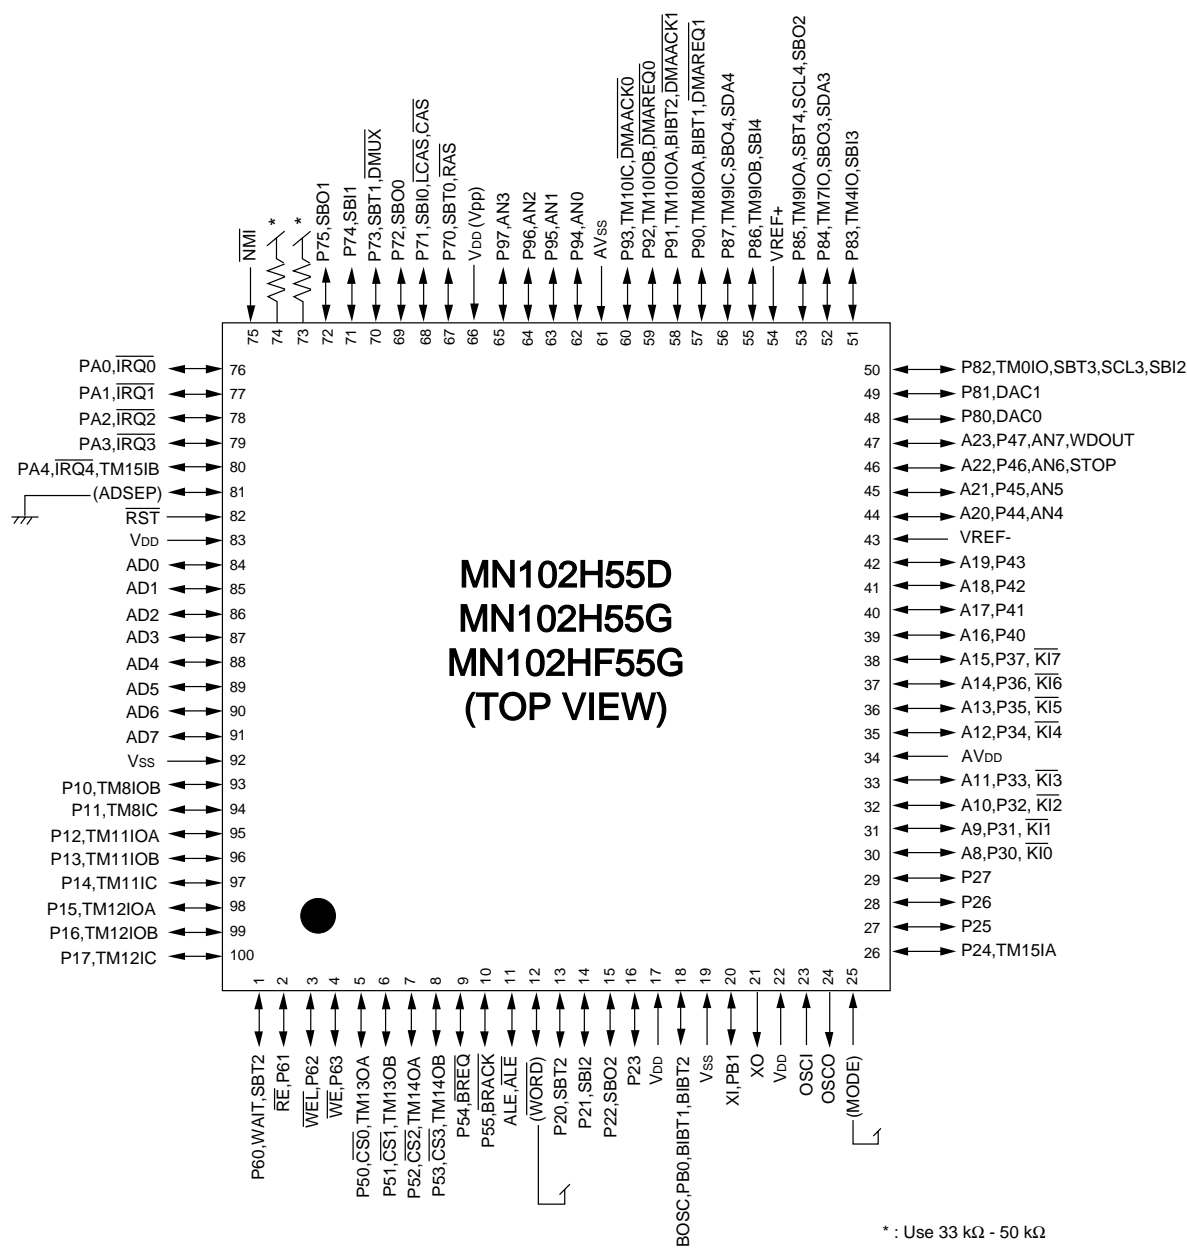 NMI
*
*
P75,SBO1
P74,SBI1
P73,SBT1,DMUX
P72,SBO0
P71,SBI0,LCAS,CAS
P70,SBT0,RAS
VDD (Vpp)
P97,AN3
P96,AN2
P95,AN1
P94,AN0
AVss
P93,TM10IC,DMAACK0
P92,TM10IOB,DMAREQ0
P91,TM10IOA,BIBT2,DMAACK1
P90,TM8IOA,BIBT1,DMAREQ1
P87,TM9IC,SBO4,SDA4
P86,TM9IOB,SBI4
VREF+
P85,TM9IOA,SBT4,SCL4,SBO2
P84,TM7IO,SBO3,SDA3
P83,TM4IO,SBI3
75 74 73 72 71 70 69 68 67 66 65 64 63 62 61 60 59 58 57 56 55 54 53 52 51
PA0,IRQ0 76
PA1,IRQ1 77
PA2,IRQ2 78
PA3,IRQ3 79
PA4,IRQ4,TM15IB 80
(ADSEP) 81
RST 82
VDD 83
AD0 84
AD1 85
AD2 86
AD3 87
AD4 88
AD5 89
AD6 90
AD7 91
Vss 92
P10,TM8IOB 93
P11,TM8IC 94
P12,TM11IOA 95
P13,TM11IOB 96
P14,TM11IC 97
P15,TM12IOA 98
P16,TM12IOB 99
P17,TM12IC 100
MN102H55D
MN102H55G
MN102HF55G
(TOP VIEW)
50 P82,TM0IO,SBT3,SCL3,SBI2
49 P81,DAC1
48 P80,DAC0
47 A23,P47,AN7,WDOUT
46 A22,P46,AN6,STOP
45 A21,P45,AN5
44 A20,P44,AN4
43 VREF-
42 A19,P43
41 A18,P42
40 A17,P41
39 A16,P40
38 A15,P37, KI7
37 A14,P36, KI6
36 A13,P35, KI5
35 A12,P34, KI4
34 AVDD
33 A11,P33, KI3
32 A10,P32, KI2
31 A9,P31, KI1
30 A8,P30, KI0
29 P27
28 P26
27 P25
26 P24,TM15IA
1 2 3 4 5 6 7 8 9 10 11 12 13 14 15 16 17 18 19 20 21 22 23 24 25
P60,WAIT,SBT2
RE,P61
WEL,P62
WE,P63
P50,CS0,TM13OA
P51,CS1,TM13OB
P52,CS2,TM14OA
P53,CS3,TM14OB
P54,BREQ
P55,BRACK
ALE,ALE
(WORD)
P20,SBT2
P21,SBI2
P22,SBO2
P23
VDD
BOSC,PB0,BIBT1,BIBT2
Vss
XI,PB1
XO
VDD
OSCI
OSCO
(MODE)
* : Use 33 kΩ - 50 kΩ